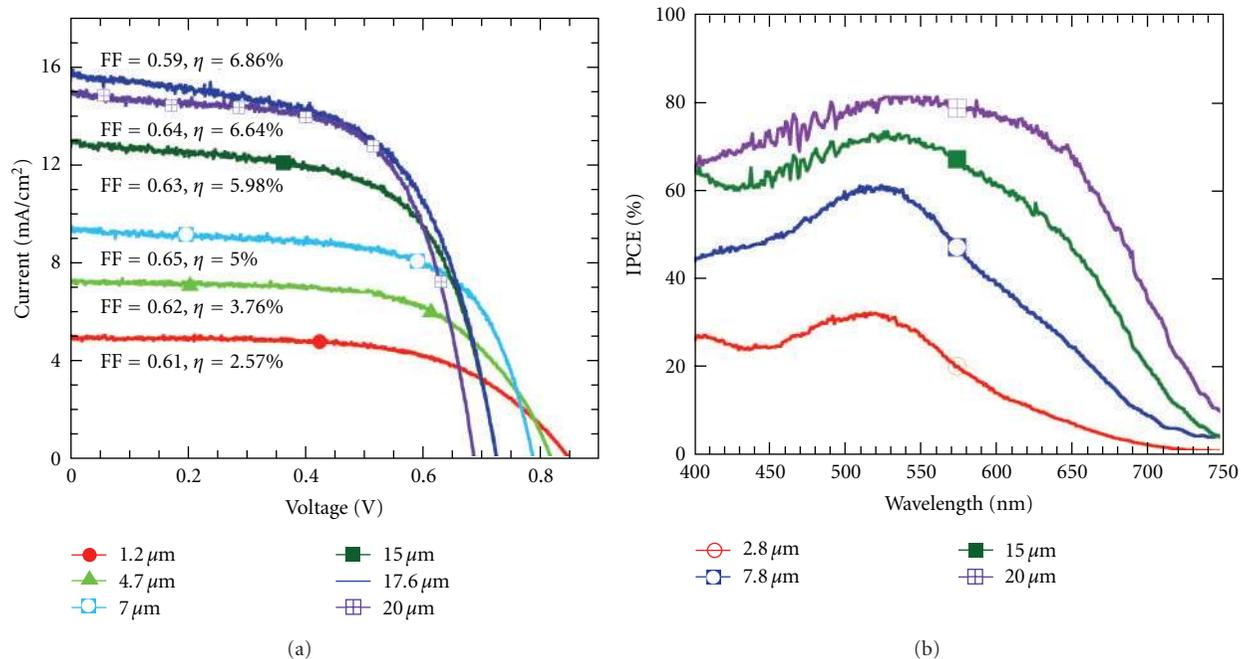 FF = 0.59, η = 6.86%
FF = 0.64, η = 6.64%
FF = 0.63, η = 5.98%
FF = 0.65, η = 5%
FF = 0.62, η = 3.76%
FF = 0.61, η = 2.57%
Current (mA/cm²)
16
12
8
4
0
0 0.2 0.4 0.6 0.8
Voltage (V)
1.2 μm
4.7 μm
7 μm
15 μm
17.6 μm
20 μm
(a)
IPCE (%)
100
80
60
40
20
0
400 450 500 550 600 650 700 750
Wavelength (nm)
2.8 μm
7.8 μm
15 μm
20 μm
(b)